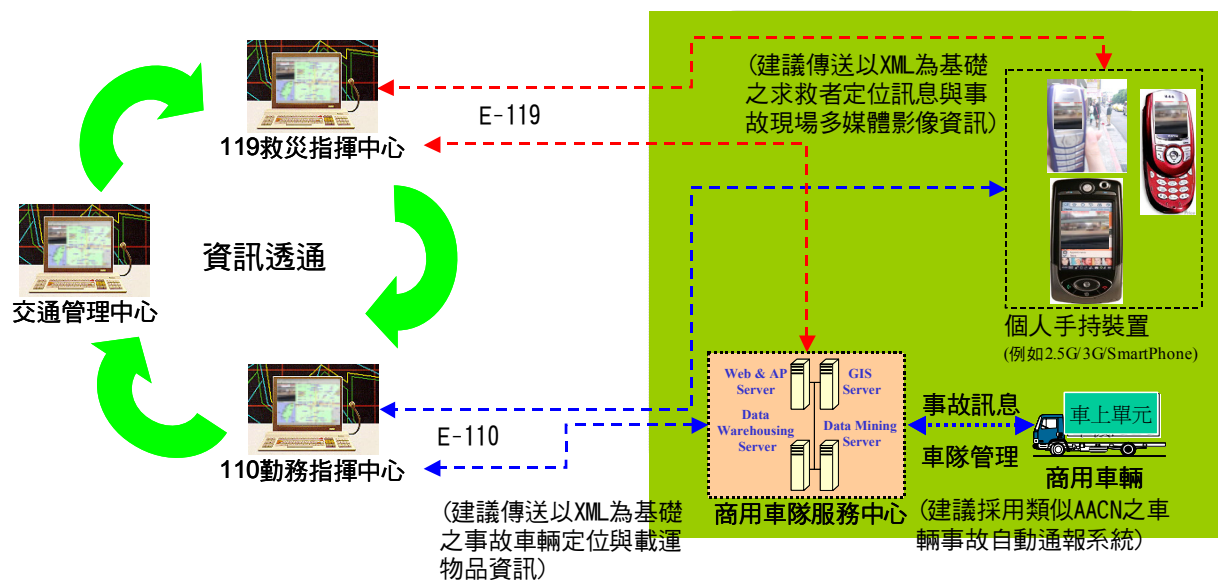 (建議傳送以XML為基礎
之求救者定位訊息與事
故現場多媒體影像資訊)
E-119
119救災指揮中心
資訊透通
交通管理中心
個人手持裝置
(例如2.5G/3G/SmartPhone)
Web & AP
Server
GIS
Server
Data
Warehousing
Server
Data Mining
Server
事故訊息
車隊管理
車上單元
商用車輛
E-110
110勤務指揮中心
商用車隊服務中心
(建議傳送以XML為基礎
之事故車輛定位與載運
物品資訊)
(建議採用類似AACN之車
輛事故自動通報系統)